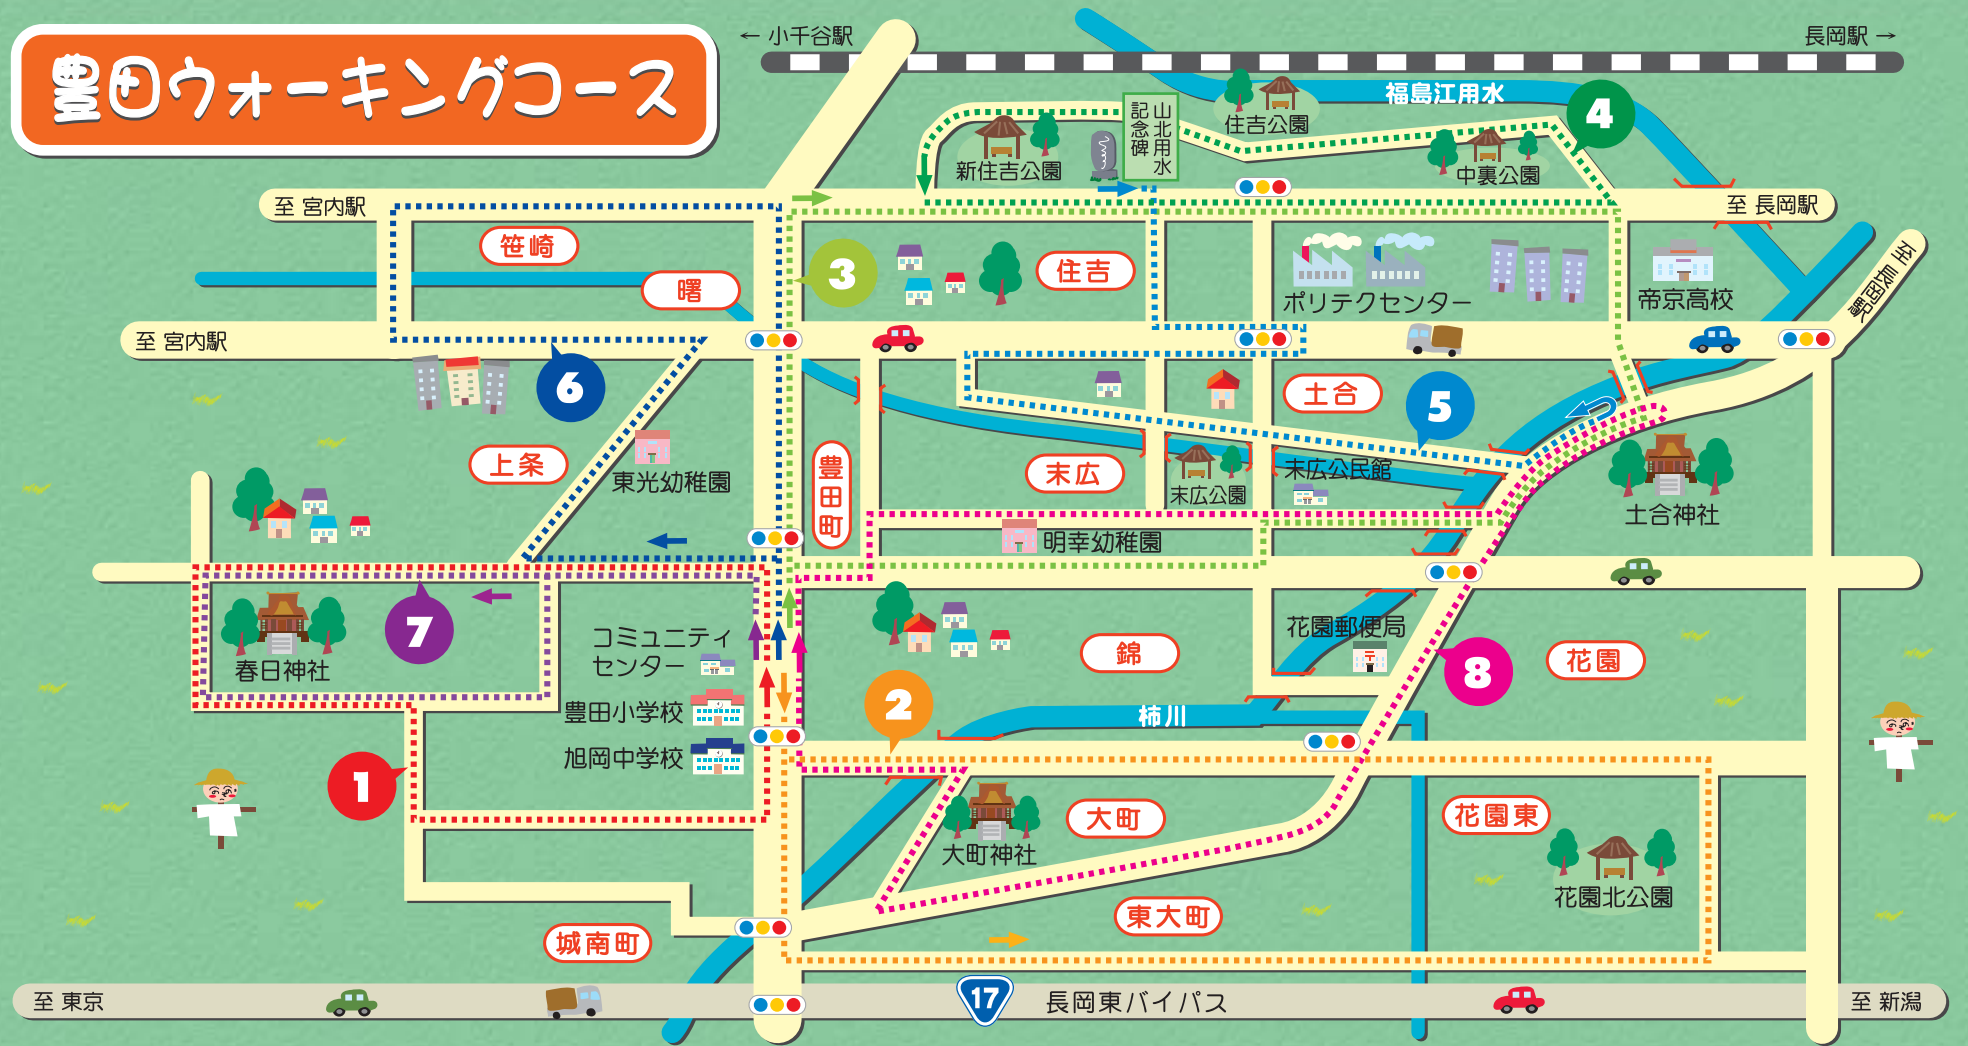 豊田ウォーキングコース
← 小千谷駅
長岡駅 →
福島江用水
4
山北用水
記念碑
住吉公園
新住吉公園
中裏公園
至 宮内駅
至 長岡駅
笹崎
曙
3
住吉
ポリテクセンター
帝京高校
至 長岡駅
至 宮内駅
6
土合
5
上条
東光幼稚園
豊田町
末広
末広公園
末広公民館
土合神社
明幸幼稚園
7
春日神社
コミュニティ
センター
豊田小学校
旭岡中学校
錦
花園郵便局
8
花園
2
柿川
1
大町
大町神社
花園東
花園北公園
東大町
城南町
至 東京
17
長岡東バイパス
至 新潟